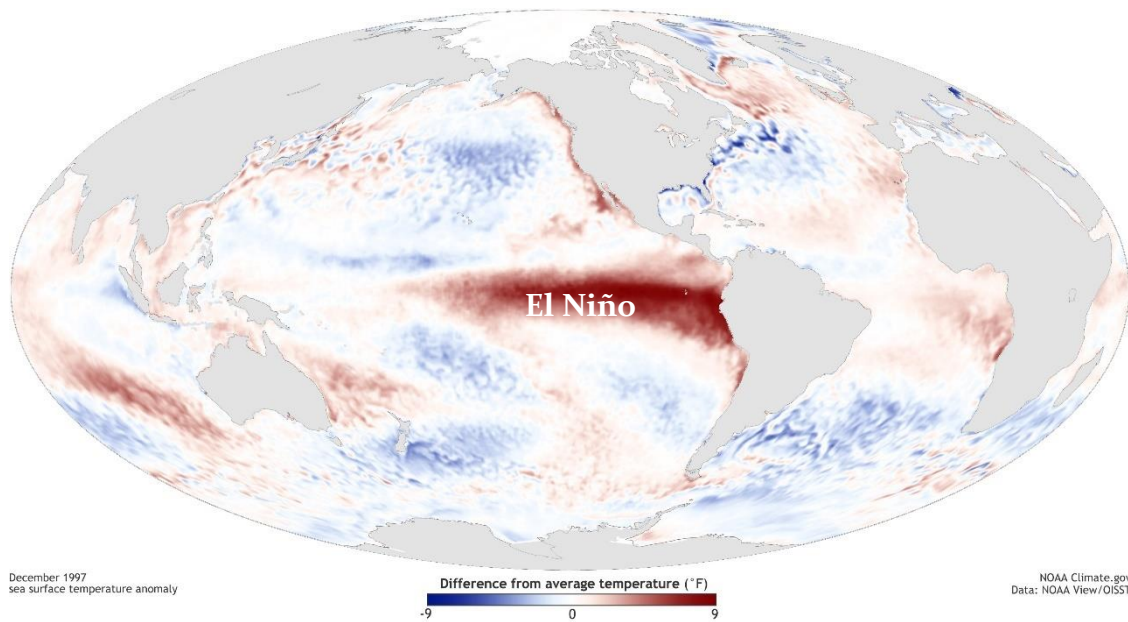 El Niño
December 1997
sea surface temperature anomaly
Difference from average temperature (°F)
-9 0 9
NOAA Climate.gov
Data: NOAA View/OISST